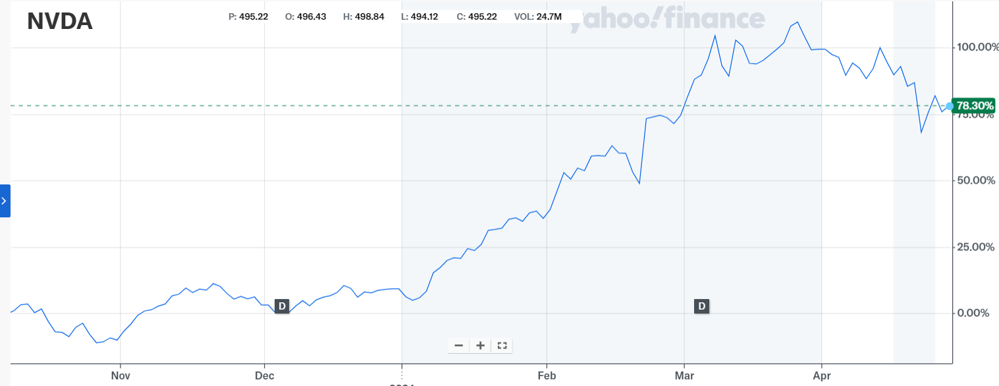 NVDA
P: 495.22 O: 496.43 H: 498.84 L: 494.12 C: 495.22 VOL: 24.7M
yahoo!finance
100.00%
78.30%
75.00%
50.00%
25.00%
D D
0.00%
Nov Dec Feb Mar Apr
2024